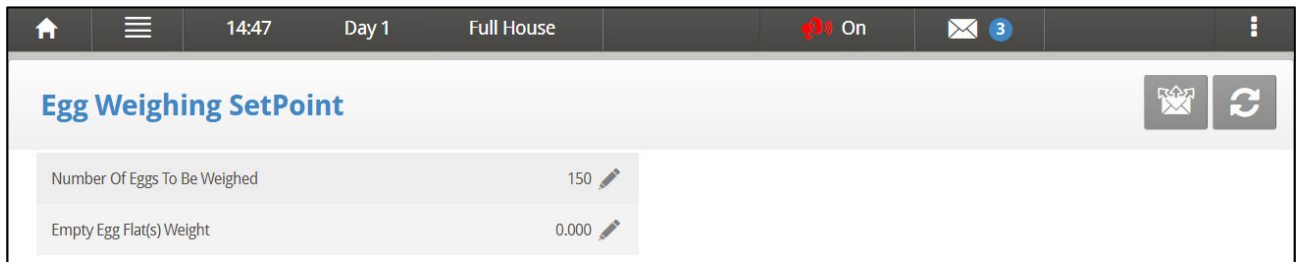 14:47 Day 1 Full House On 3
Egg Weighing SetPoint
Number Of Eggs To Be Weighed 150
Empty Egg Flat(s) Weight 0.000